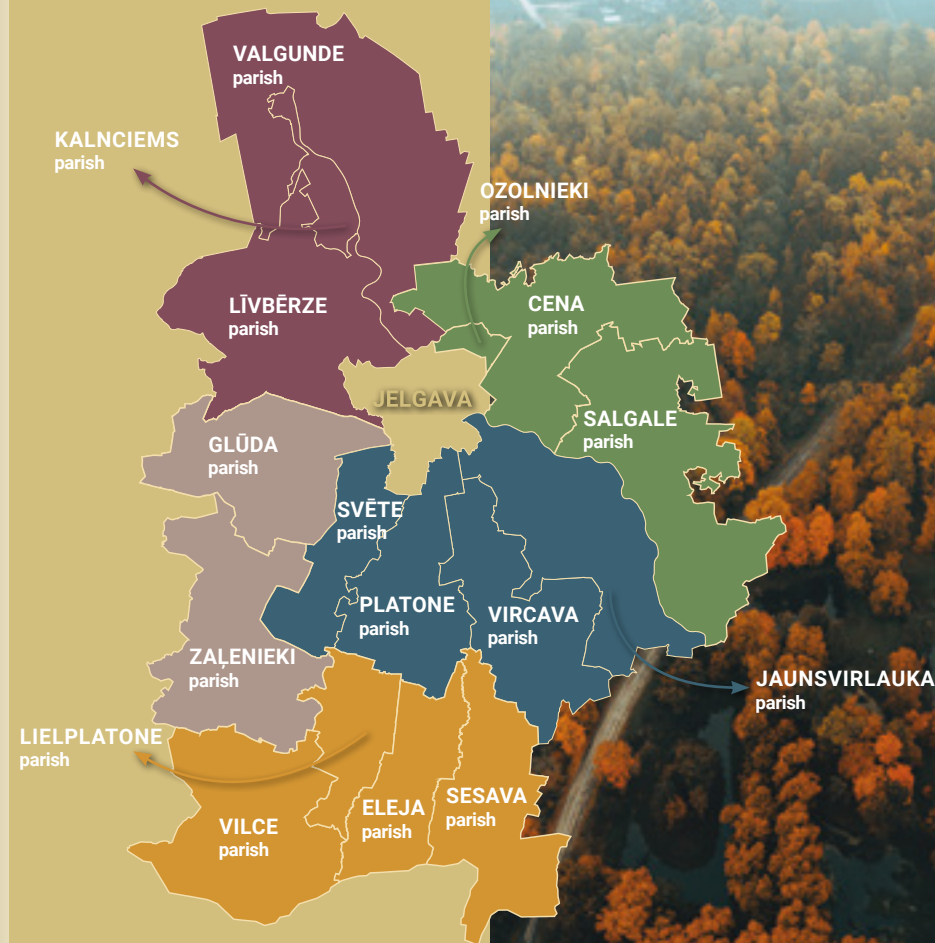 VALGUNDE
parish
KALNCIEMS
parish
OZOLNIEKI
parish
LĪVBĒRZE
parish
CENA
parish
JELGAVA
SALGALE
parish
GLŪDA
parish
SVĒTE
parish
PLATONE
parish
VIRCAVA
parish
ZAĻENIEKI
parish
JAUNSVIRLAUKA
parish
LIELPLATONE
parish
VILCE
parish
ELEJA
parish
SESAVA
parish